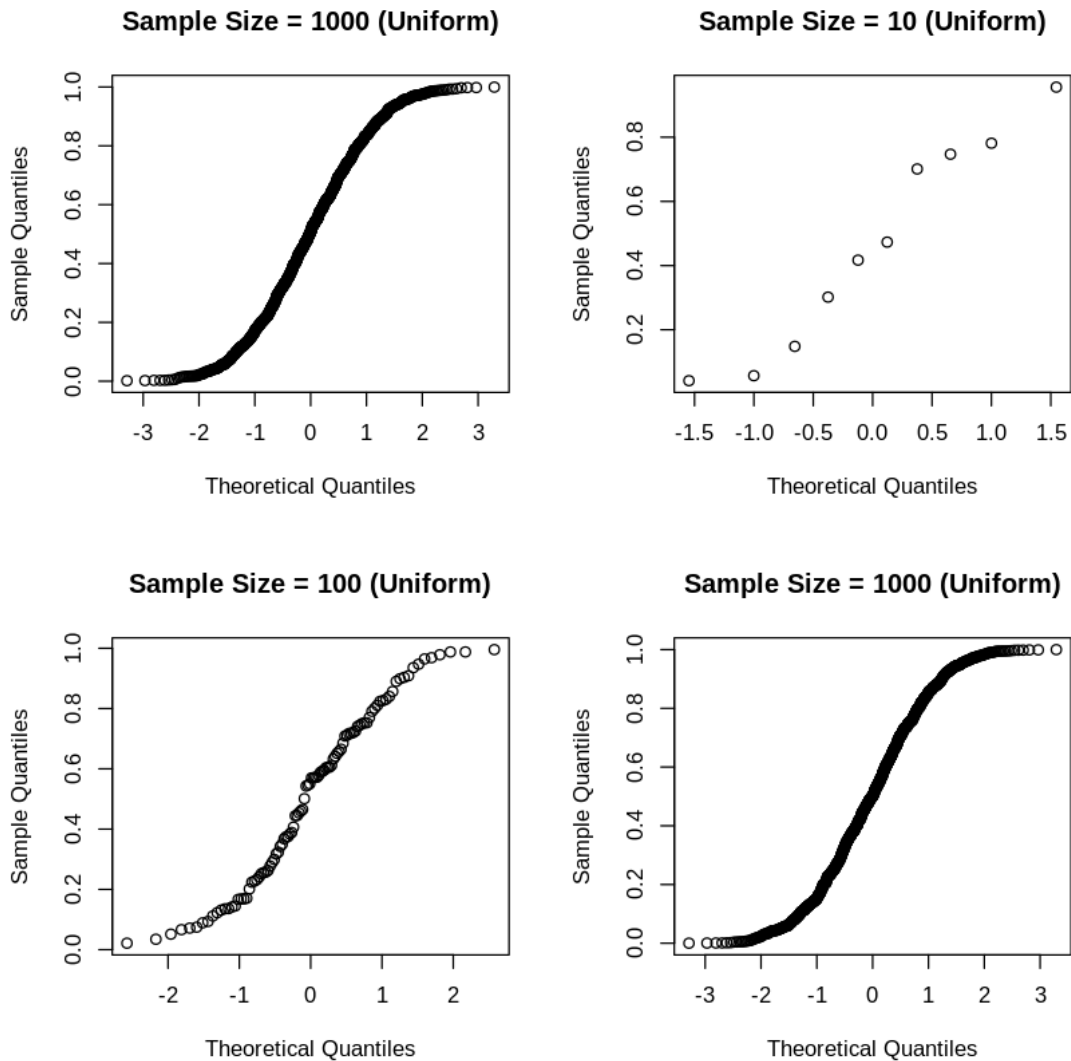 Sample Size = 1000 (Uniform)
Sample Quantiles
1.0
0.8
0.6
0.4
0.2
0.0
-3 -2 -1 0 1 2 3
Theoretical Quantiles
Sample Size = 10 (Uniform)
Sample Quantiles
0.8
0.6
0.4
0.2
-1.5 -1.0 -0.5 0.0 0.5 1.0 1.5
Theoretical Quantiles
Sample Size = 100 (Uniform)
Sample Quantiles
1.0
0.8
0.6
0.4
0.2
0.0
-2 -1 0 1 2
Theoretical Quantiles
Sample Size = 1000 (Uniform)
Sample Quantiles
1.0
0.8
0.6
0.4
0.2
0.0
-3 -2 -1 0 1 2 3
Theoretical Quantiles